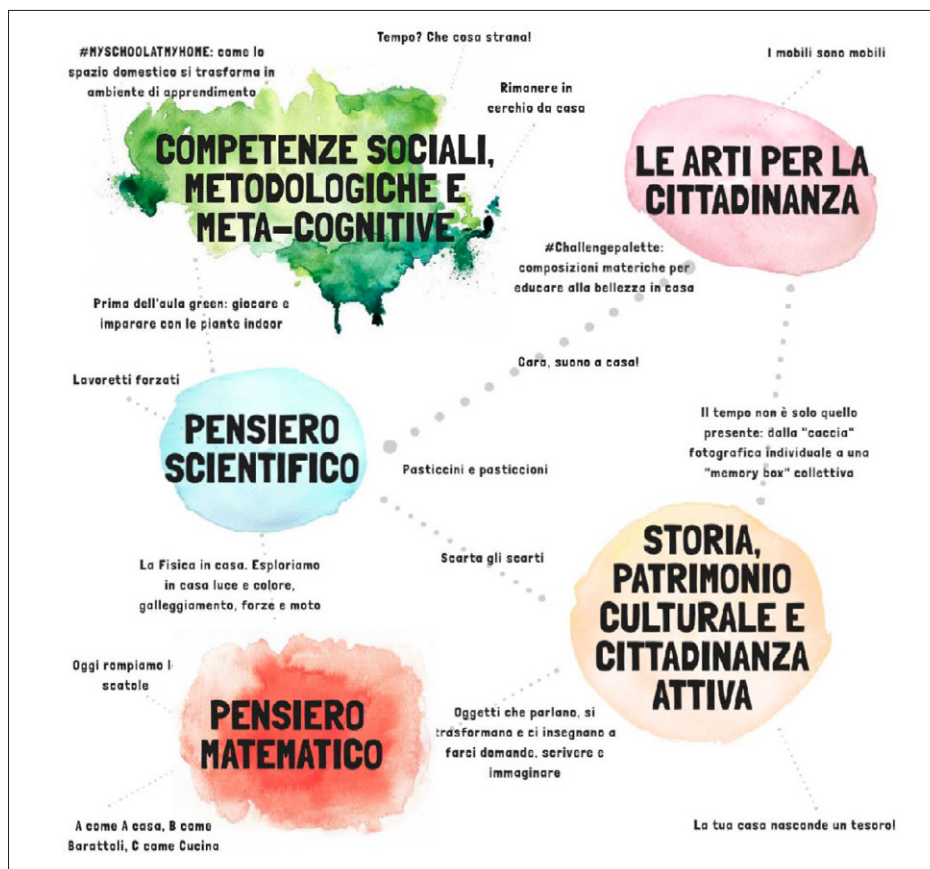 #MYSCHOOLATMYHOME: come lo
spazio domestico si trasforma in
ambiente di apprendimento
Tempo? Che cosa strana!
Rimanere in
cerchio da casa
I mobili sono mobili
COMPETENZE SOCIALI,
METODOLOGICHE E
META-COGNITIVE
LE ARTI PER LA
CITTADINANZA
#Challengepalette:
composizioni materiche per
educare alla bellezza in casa
Prima dell'aula green: giocare e
imparare con le piante indoor
Cara, suono a casa!
Lavoretti forzati
PENSIERO
SCIENTIFICO
Il tempo non è solo quello
presente: dalla "caccia"
fotografica individuale a una
"memory box" collettiva
Pasticcini e pasticcioni
Scarta gli scarti
La Fisica in casa. Esploriamo
in casa luce e colore,
galleggiamento, forze e moto
STORIA,
PATRIMONIO
CULTURALE E
CITTADINANZA
ATTIVA
Oggi rompiamo l
scatole
PENSIERO
MATEMATICO
Oggetti che parlano, si
trasformano e ci insegnano a
farci domande, scrivere e
immaginare
A come A casa, B come
Barattoli, C come Cucina
La tua casa nasconde un tesoro!